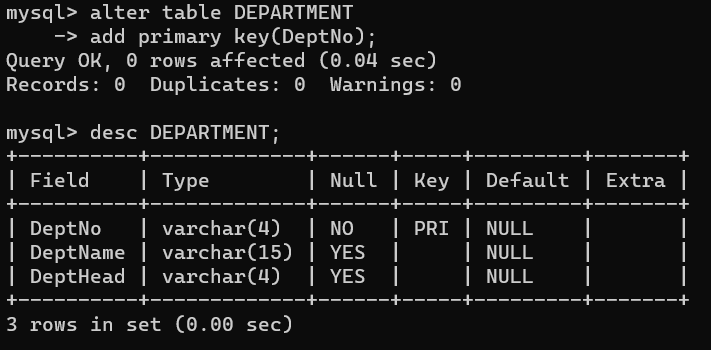 mysql> alter table DEPARTMENT
    -> add primary key(DeptNo);
Query OK, 0 rows affected (0.04 sec)
Records: 0  Duplicates: 0  Warnings: 0

mysql> desc DEPARTMENT;
+----------+-------------+------+-----+---------+-------+
| Field    | Type        | Null | Key | Default | Extra |
+----------+-------------+------+-----+---------+-------+
| DeptNo   | varchar(4)  | NO   | PRI | NULL    |       |
| DeptName | varchar(15) | YES  |     | NULL    |       |
| DeptHead | varchar(4)  | YES  |     | NULL    |       |
+----------+-------------+------+-----+---------+-------+
3 rows in set (0.00 sec)